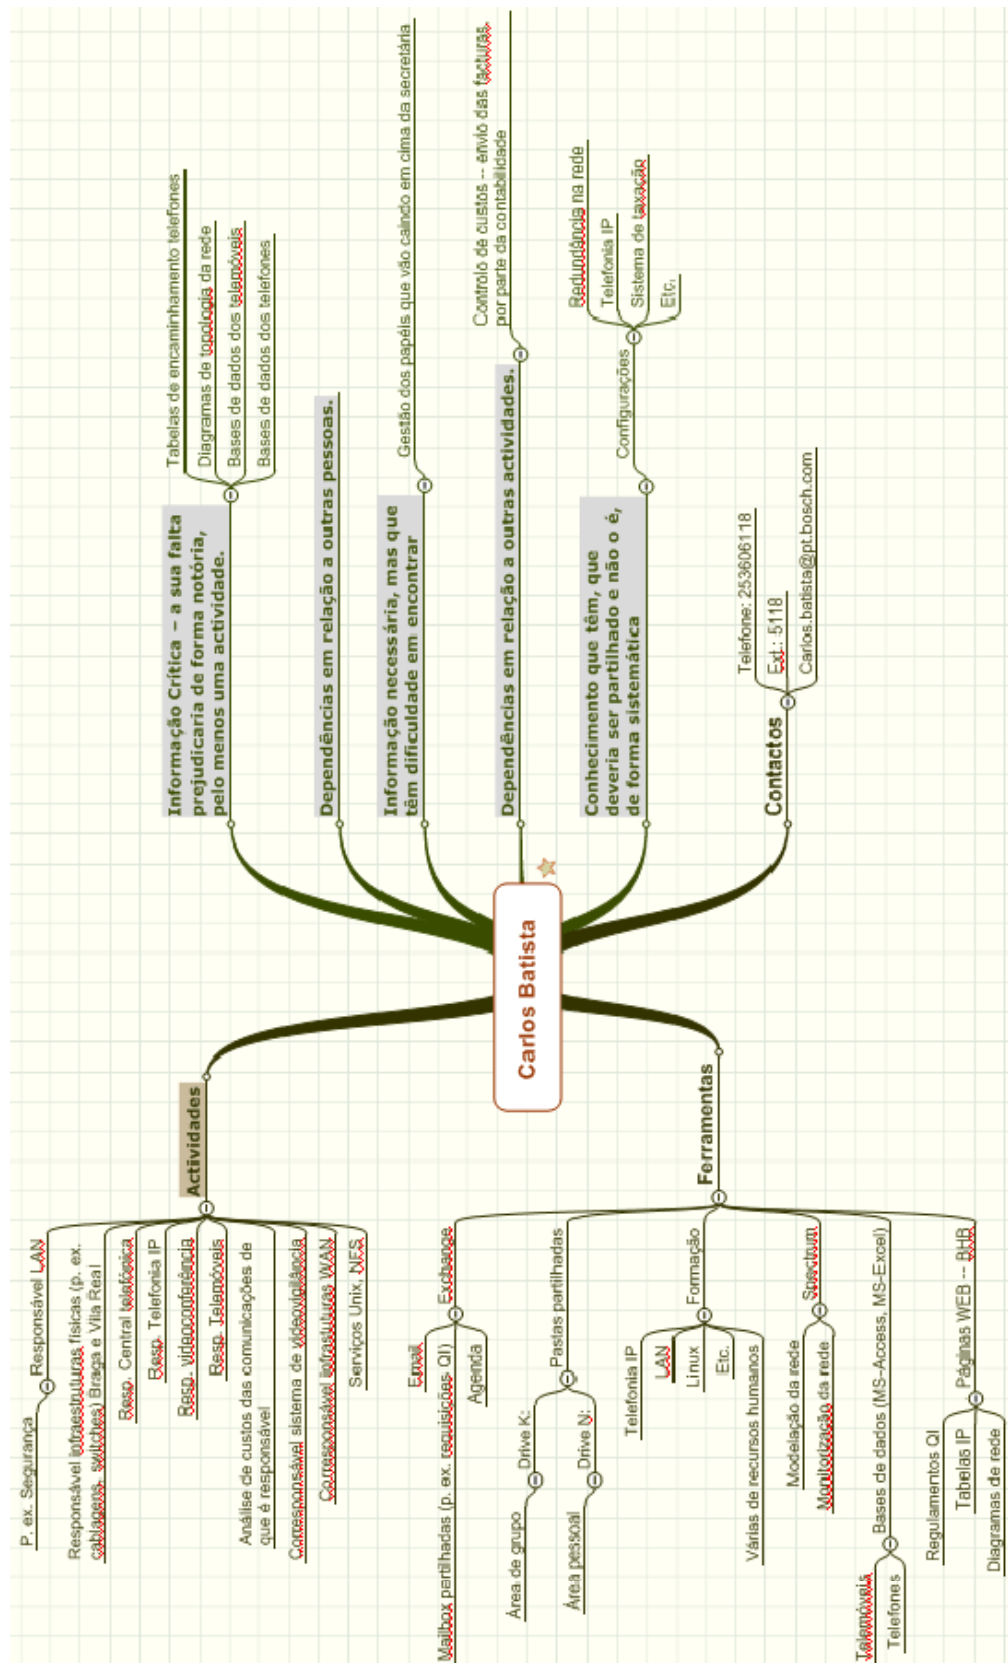 Carlos Batista
Actividades
Responsável LAN
P. ex. Segurança
Responsável infraestruturas físicas (p. ex.
cablagens, switches) Braga e Vila Real
Resp. Central telefónica
Resp. Telefonia IP
Resp. videoconferência
Resp. Telemóveis
Análise de custos das comunicações de
que é responsável
Corresponsável sistema de videovigilância
Corresponsável infrastuturas WAN
Serviços Unix, NFS
Ferramentas
Exchange
Email
Mailbox partilhadas (p. ex. requisições QI)
Agenda
Pastas partilhadas
Drive K:
Área de grupo
Drive N:
Área pessoal
Formação
Telefonia IP
LAN
Linux
Etc.
Várias de recursos humanos
Spectrum
Modelação da rede
Monitorização da rede
Bases de dados (MS-Access, MS-Excel)
Telemóveis
Telefones
Páginas WEB -- BHB
Regulamentos QI
Tabelas IP
Diagramas de rede
Informação Crítica – a sua falta
prejudicaria de forma notória,
pelo menos uma actividade.
Tabelas de encaminhamento telefones
Diagramas de topologia da rede
Bases de dados dos telemóveis
Bases de dados dos telefones
Dependências em relação a outras pessoas.
Informação necessária, mas que
têm dificuldade em encontrar
Gestão dos papéis que vão caindo em cima da secretária
Dependências em relação a outras actividades.
Controlo de custos -- envio das facturas
por parte da contabilidade
Conhecimento que têm, que
deveria ser partilhado e não o é,
de forma sistemática
Configurações
Redundância na rede
Telefonia IP
Sistema de taxação
Etc.
Contactos
Telefone: 253606118
Ext.: 5118
Carlos.batista@pt.bosch.com